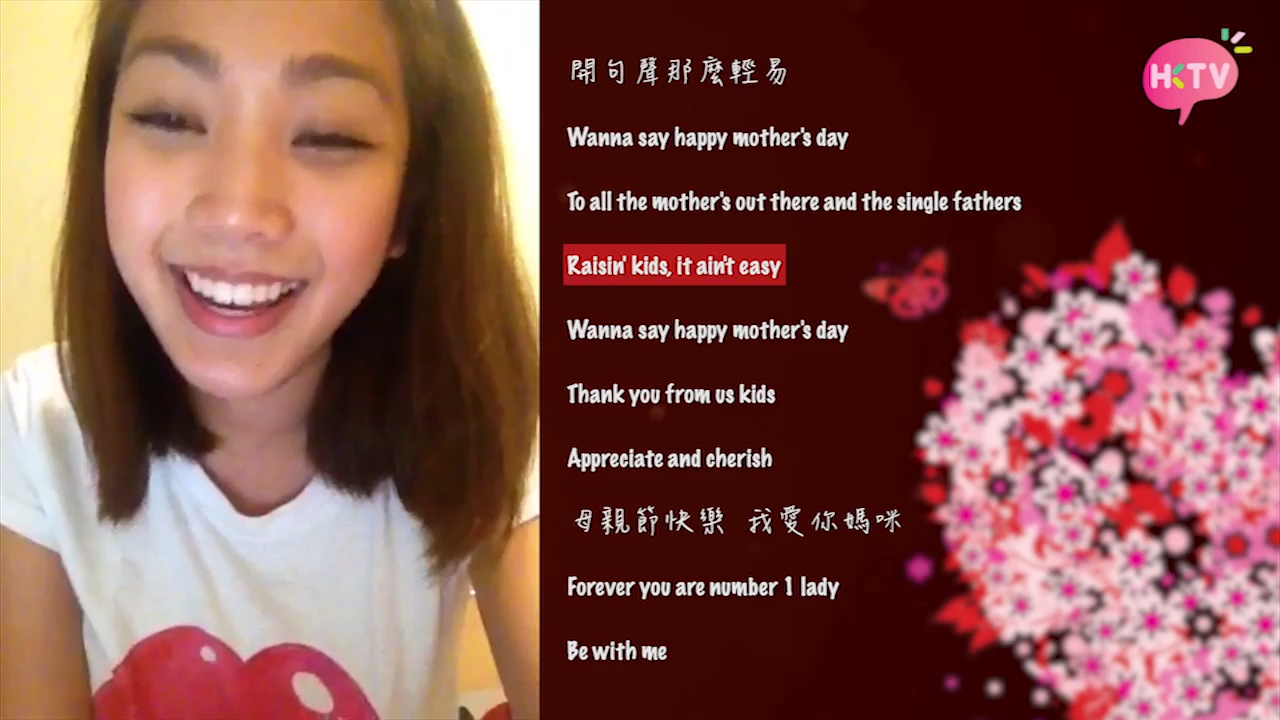 HKTV
開句聲那麼輕易
Wanna say happy mother's day
To all the mother's out there and the single fathers
Raisin' kids, it ain't easy
Wanna say happy mother's day
Thank you from us kids
Appreciate and cherish
母親節快樂 我愛你媽咪
Forever you are number 1 lady
Be with me